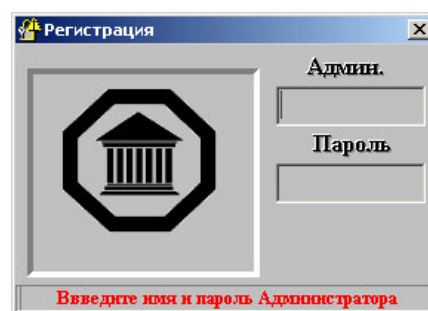 Регистрация
Админ.
Пароль
Ввведите имя и пароль Администратора